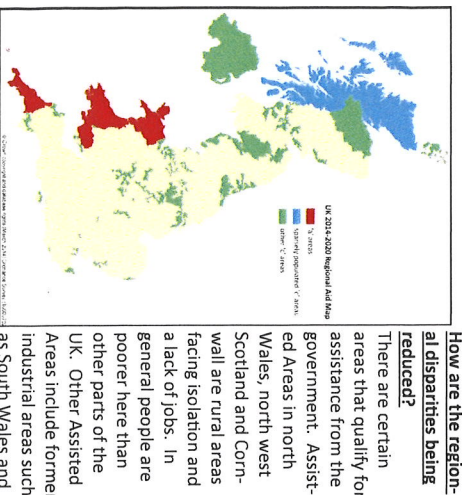 How are the region-
al disparities being
reduced?
There are certain
areas that qualify for
assistance from the
government. Assist-
ed Areas in north
Wales, north west
Scotland and Corn-
wall are rural areas
facing isolation and
a lack of jobs. In
general people are
poorer here than
other parts of the
UK. Other Assisted
Areas include former
industrial areas such
as South Wales and
UK 2014-2020 Regional Aid Map
'a' areas
sparsely populated 'c' areas
other 'c' areas